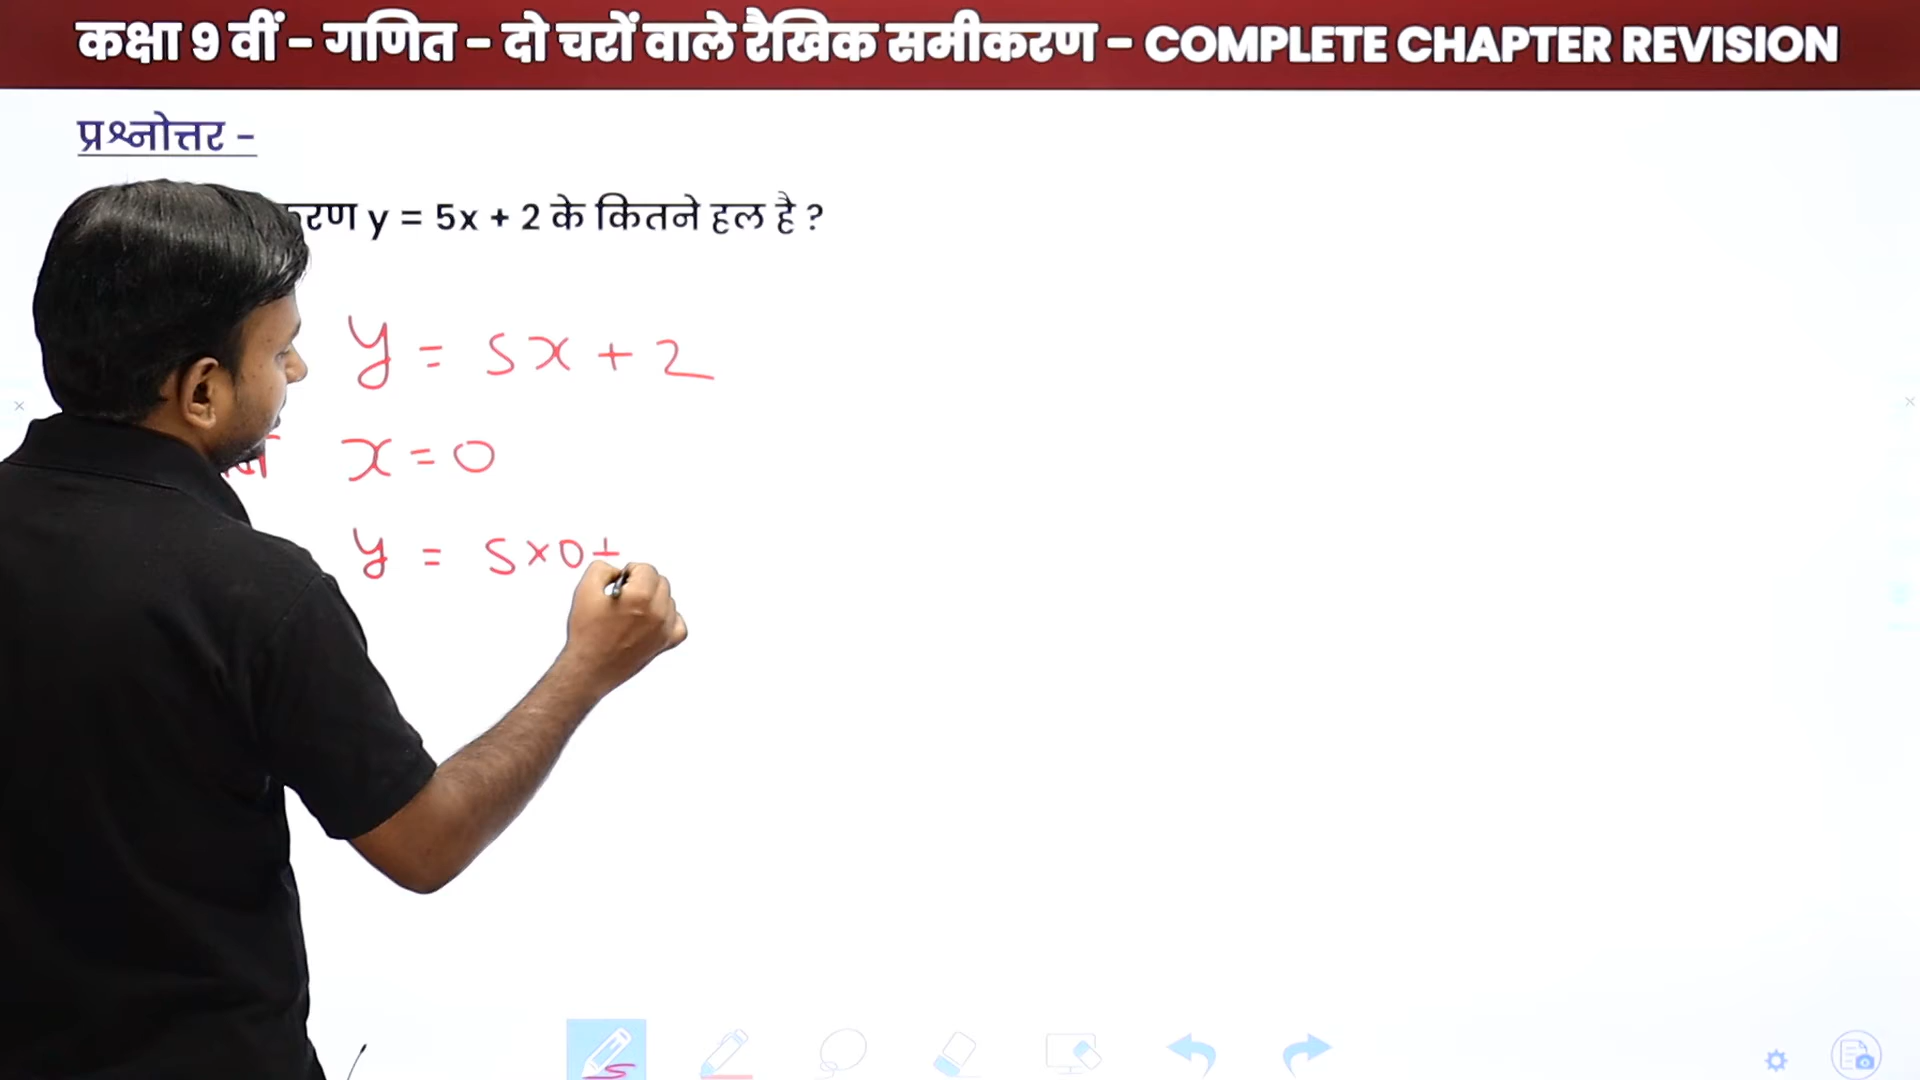 कक्षा 9 वीं - गणित - दो चरों वाले रैखिक समीकरण - COMPLETE CHAPTER REVISION
प्रश्नोत्तर -
y = 5x + 2 के कितने हल है ?
y = 5x + 2
x = 0
y = 5×0+